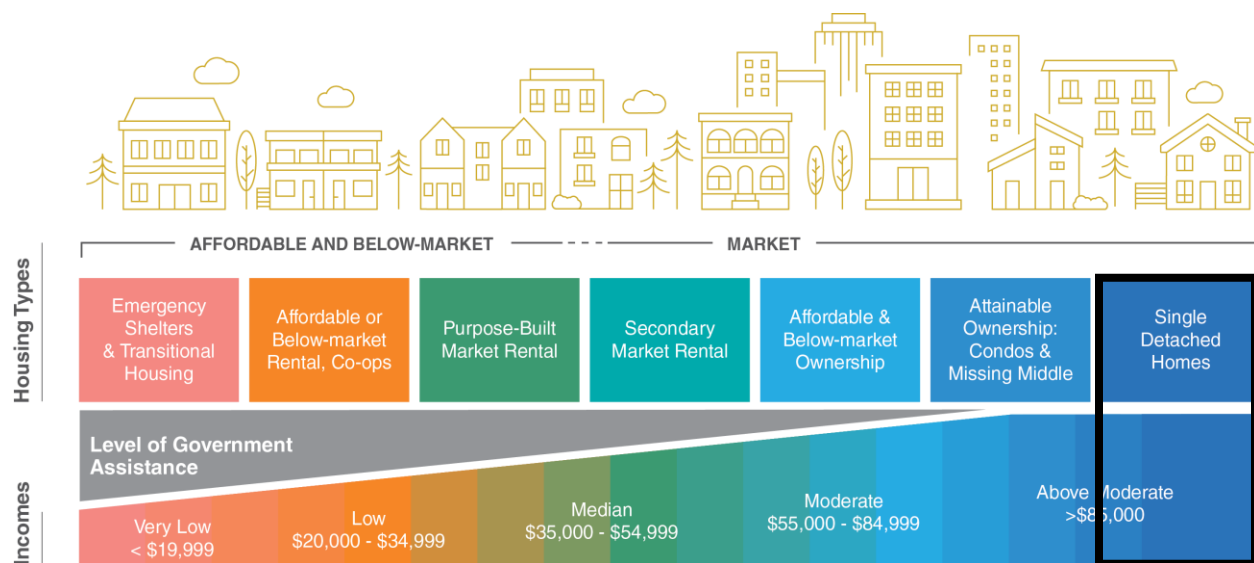 AFFORDABLE AND BELOW-MARKET
MARKET
Housing Types
Emergency
Shelters
& Transitional
Housing
Affordable or
Below-market
Rental, Co-ops
Purpose-Built
Market Rental
Secondary
Market Rental
Affordable &
Below-market
Ownership
Attainable
Ownership:
Condos &
Missing Middle
Single
Detached
Homes
Level of Government
Assistance
Incomes
Very Low
< $19,999
Low
$20,000 - $34,999
Median
$35,000 - $54,999
Moderate
$55,000 - $84,999
Above Moderate
>$85,000